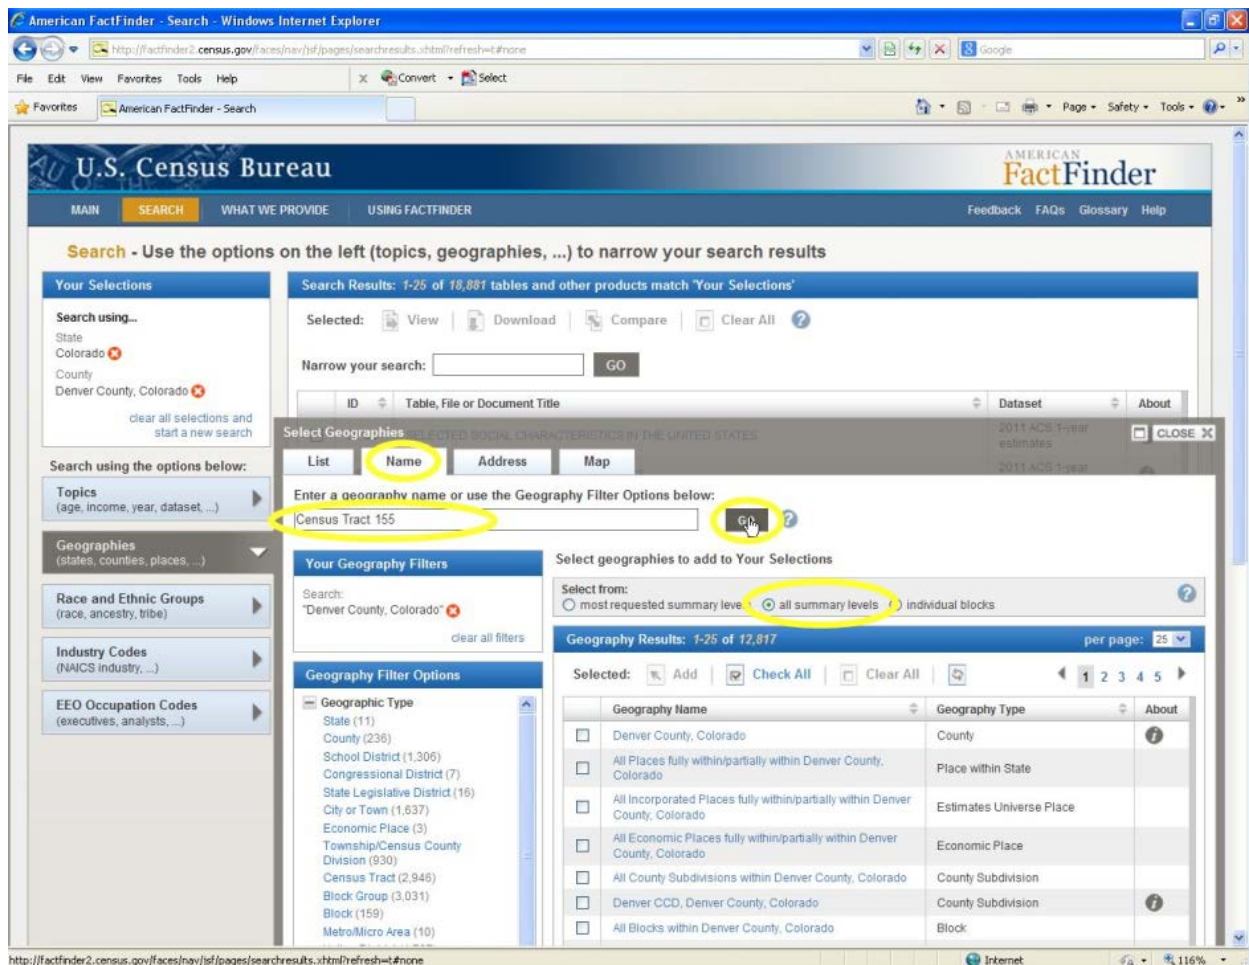 American FactFinder - Search - Windows Internet Explorer
http://factfinder2.census.gov/faces/nav/jsf/pages/searchresults.xhtml?refresh=t#none
Google
File Edit View Favorites Tools Help
x Convert Select
Favorites American FactFinder - Search
Page Safety Tools
U.S. Census Bureau
AMERICAN
FactFinder
MAIN SEARCH WHAT WE PROVIDE USING FACTFINDER
Feedback FAQs Glossary Help
Search - Use the options on the left (topics, geographies, ...) to narrow your search results
Your Selections
Search using...
State
Colorado
County
Denver County, Colorado
clear all selections and
start a new search
Search using the options below:
Topics
(age, income, year, dataset, ...)
Geographies
(states, counties, places, ...)
Race and Ethnic Groups
(race, ancestry, tribe)
Industry Codes
(NAICS industry, ...)
EEO Occupation Codes
(executives, analysts, ...)
Search Results: 1-25 of 18,881 tables and other products match 'Your Selections'
Selected: View | Download | Compare | Clear All ?
Narrow your search: GO
ID Table, File or Document Title Dataset About
SELECTED SOCIAL CHARACTERISTICS IN THE UNITED STATES
2011 ACS 1-year
estimates
2011 ACS 1-year
Select Geographies
CLOSE X
List Name Address Map
Enter a geography name or use the Geography Filter Options below:
Census Tract 155
GO ?
Your Geography Filters
Search:
"Denver County, Colorado"
clear all filters
Geography Filter Options
Geographic Type
State (11)
County (236)
School District (1,306)
Congressional District (7)
State Legislative District (16)
City or Town (1,637)
Economic Place (3)
Township/Census County
Division (930)
Census Tract (2,946)
Block Group (3,031)
Block (159)
Metro/Micro Area (10)
Select geographies to add to Your Selections
Select from:
most requested summary levels all summary levels individual blocks
?
Geography Results: 1-25 of 12,817 per page: 25
Selected: Add | Check All | Clear All | 1 2 3 4 5
Geography Name Geography Type About
Denver County, Colorado County
All Places fully within/partially within Denver County,
Colorado
Place within State
All Incorporated Places fully within/partially within Denver
County, Colorado
Estimates Universe Place
All Economic Places fully within/partially within Denver
County, Colorado
Economic Place
All County Subdivisions within Denver County, Colorado County Subdivision
Denver CCD, Denver County, Colorado County Subdivision
All Blocks within Denver County, Colorado Block
http://factfinder2.census.gov/faces/nav/jsf/pages/searchresults.xhtml?refresh=t#none
Internet
116%